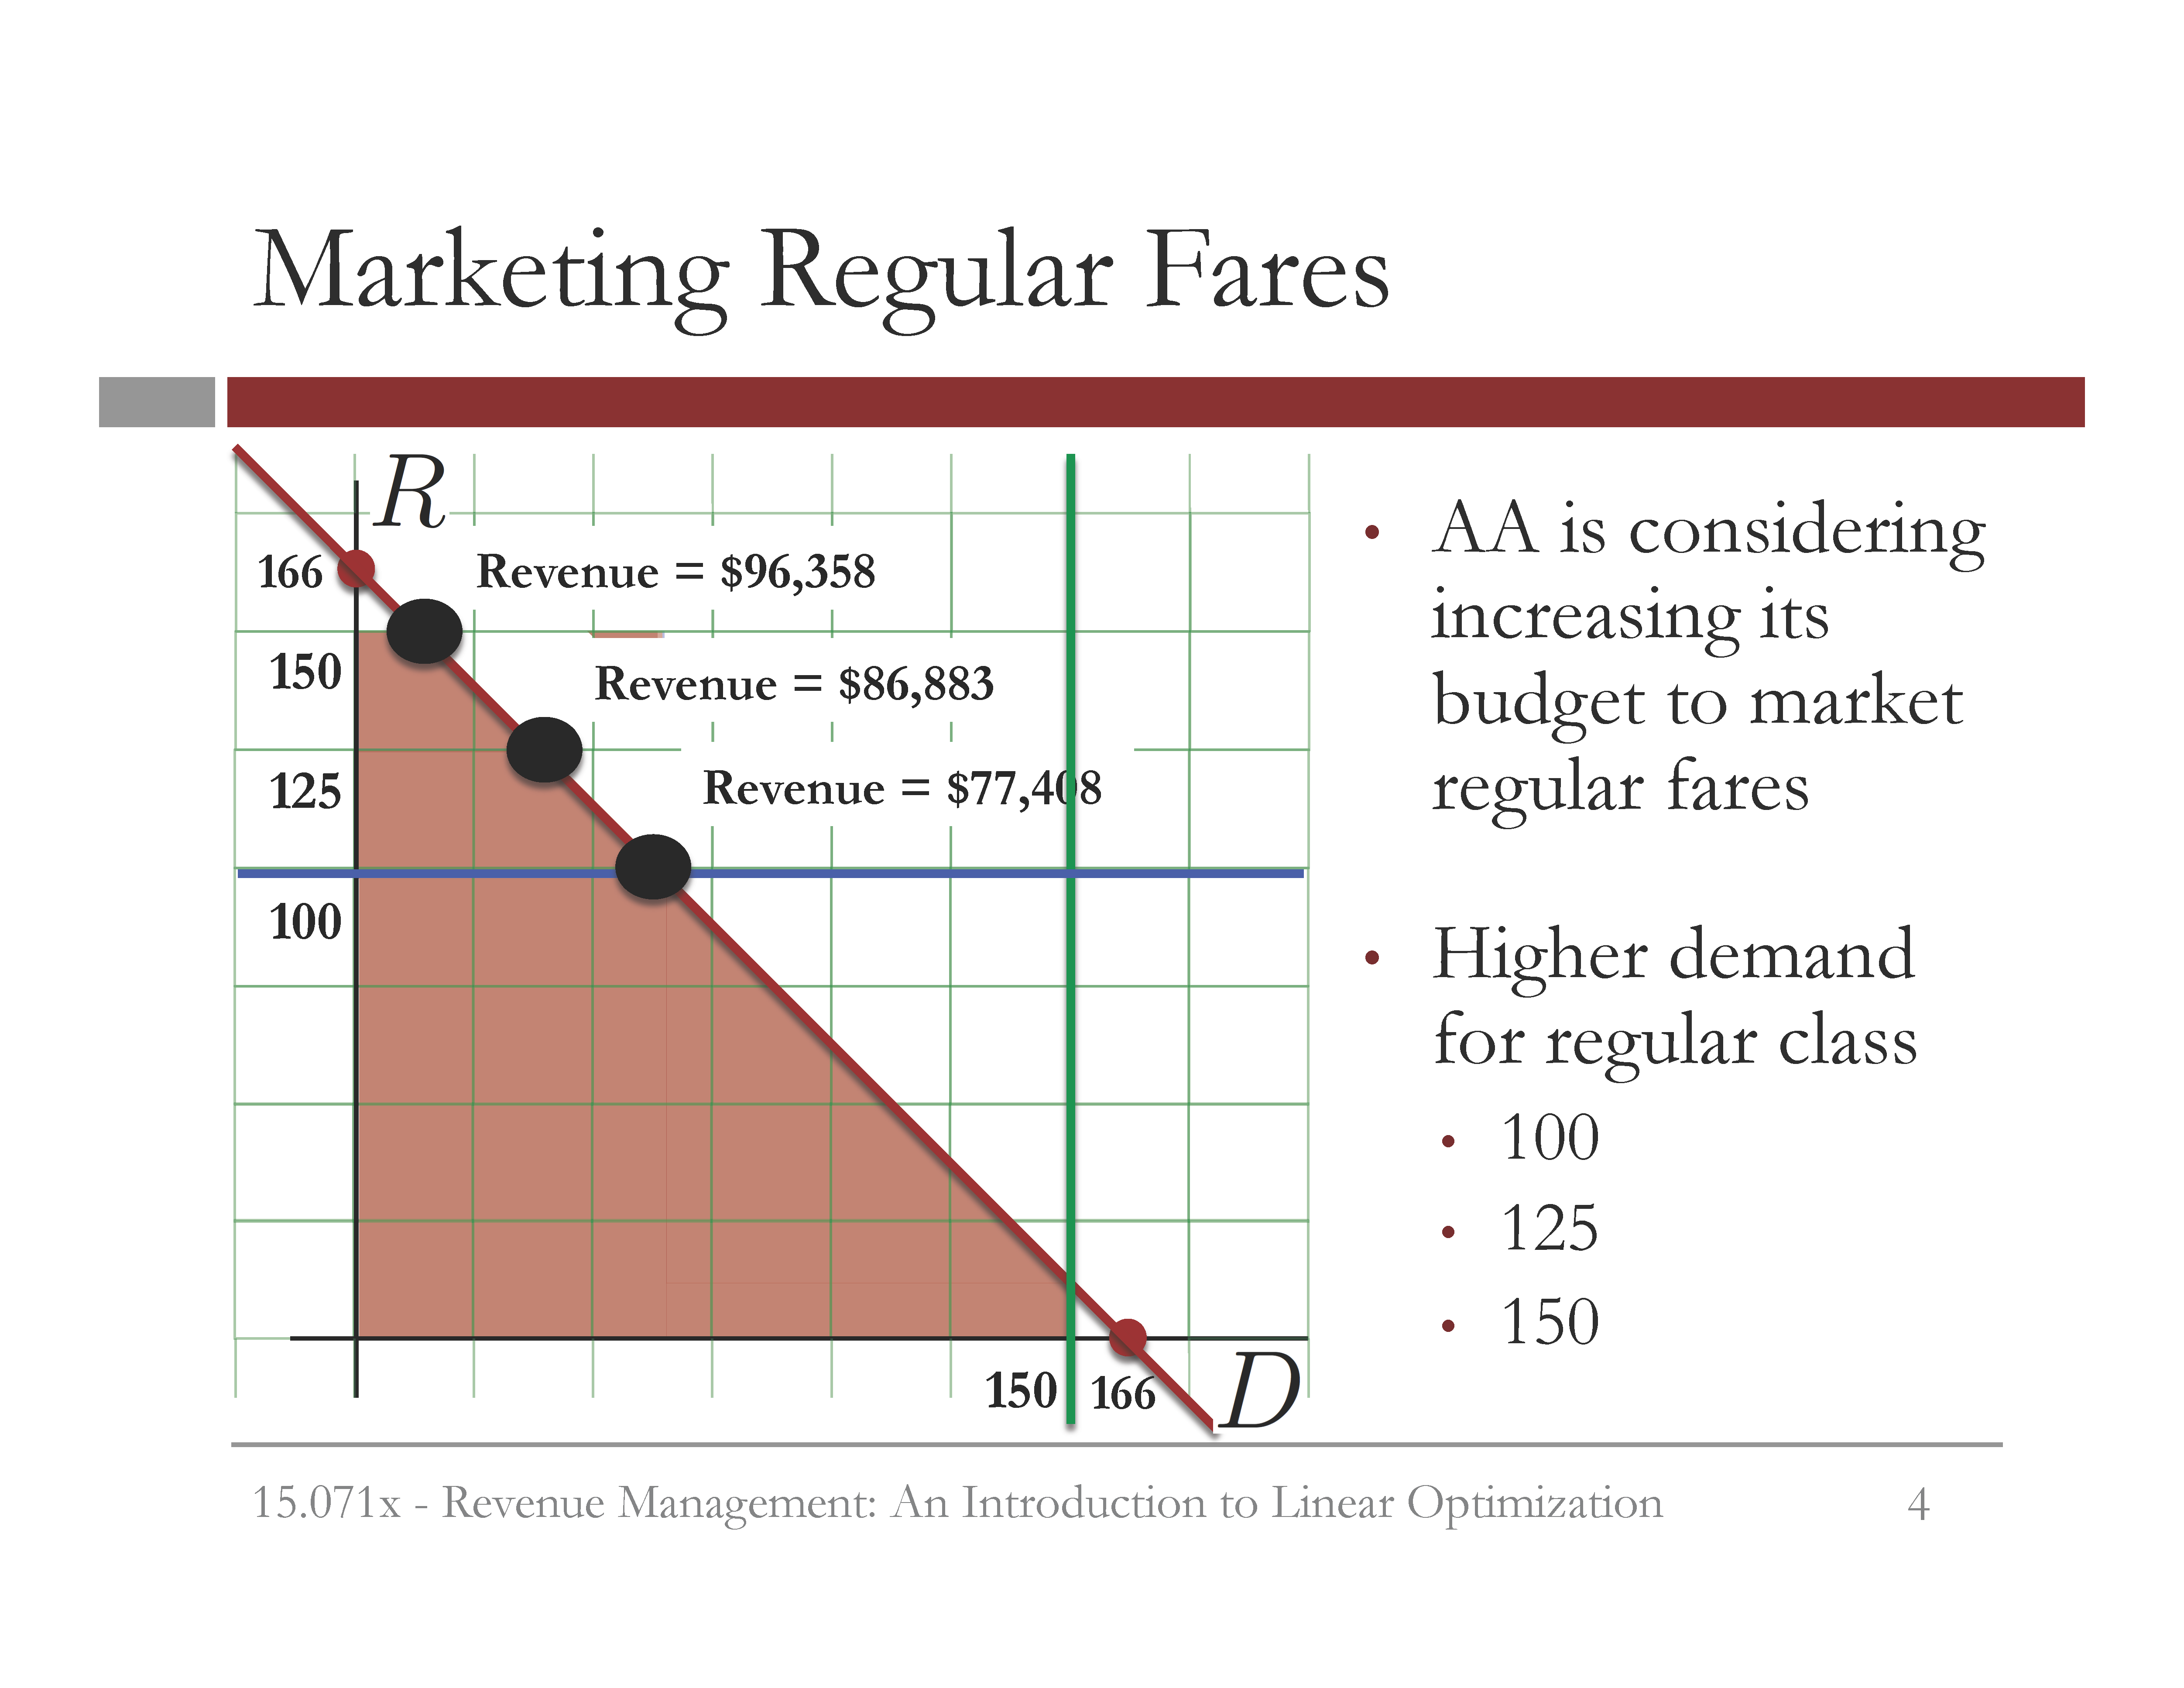 Marketing Regular Fares
R
166
Revenue = $96,358
150
Revenue = $86,883
125
Revenue = $77,408
100
150
166
D
• AA is considering
increasing its
budget to market
regular fares
• Higher demand
for regular class
• 100
• 125
• 150
15.071x - Revenue Management: An Introduction to Linear Optimization
4